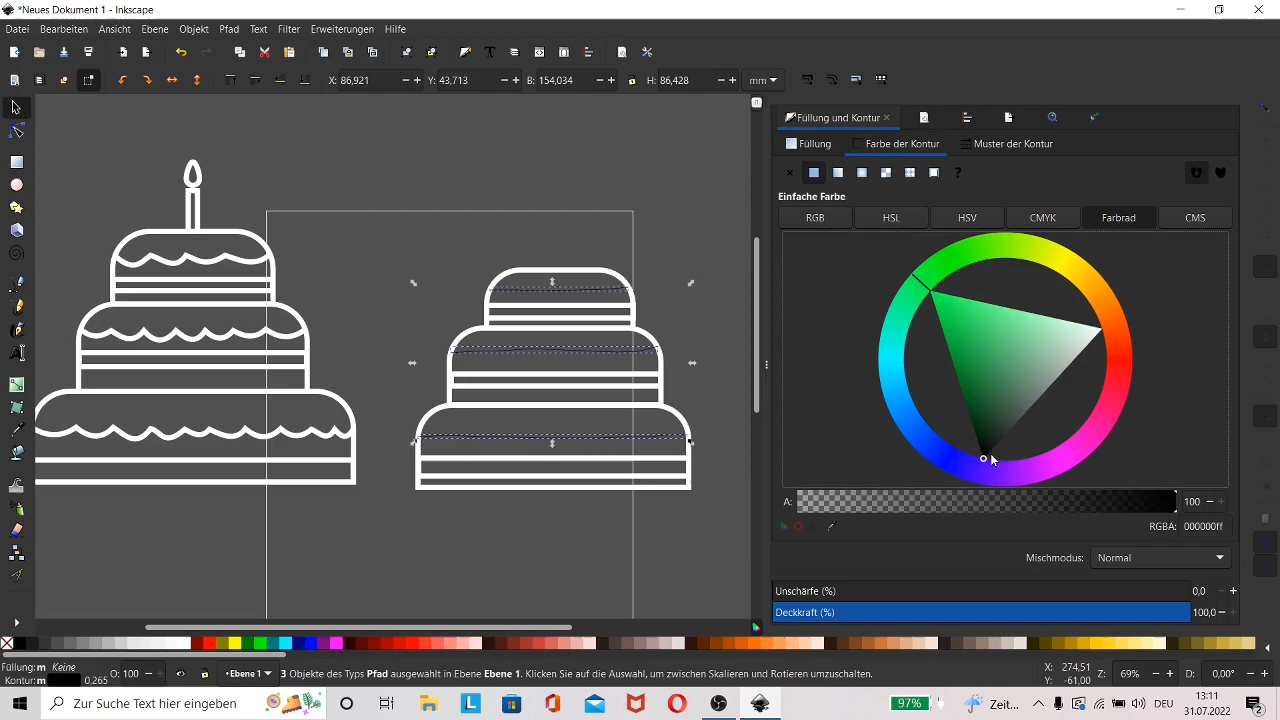 *Neues Dokument 1 - Inkscape
Datei Bearbeiten Ansicht Ebene Objekt Pfad Text Filter Erweiterungen Hilfe
X: 86,921 Y: 43,713 B: 154,034 H: 86,428 mm
Füllung und Kontur
Füllung Farbe der Kontur Muster der Kontur
?
Einfache Farbe
RGB HSL HSV CMYK Farbrad CMS
A: 100
RGBA: 000000ff
Mischmodus: Normal
Unschärfe (%) 0,0
Deckkraft (%) 100,0
Füllung: m Keine
Kontur: m 0,265
O: 100
Ebene 1
3 Objekte des Typs Pfad ausgewählt in Ebene Ebene 1. Klicken Sie auf die Auswahl, um zwischen Skalieren und Rotieren umzuschalten.
X: 274,51
Y: -61,00
Z: 69% D: 0,00°
Zur Suche Text hier eingeben
97%
Zeit...
DEU
13:11
31.07.2022
2